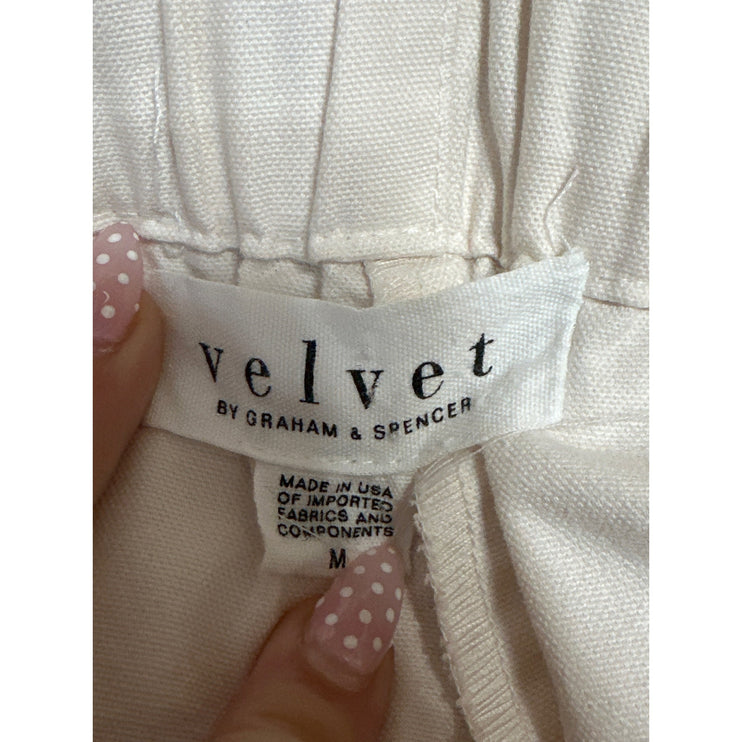 velvet
BY GRAHAM & SPENCER
MADE IN USA
OF IMPORTED
FABRICS AND
COMPONENTS
M